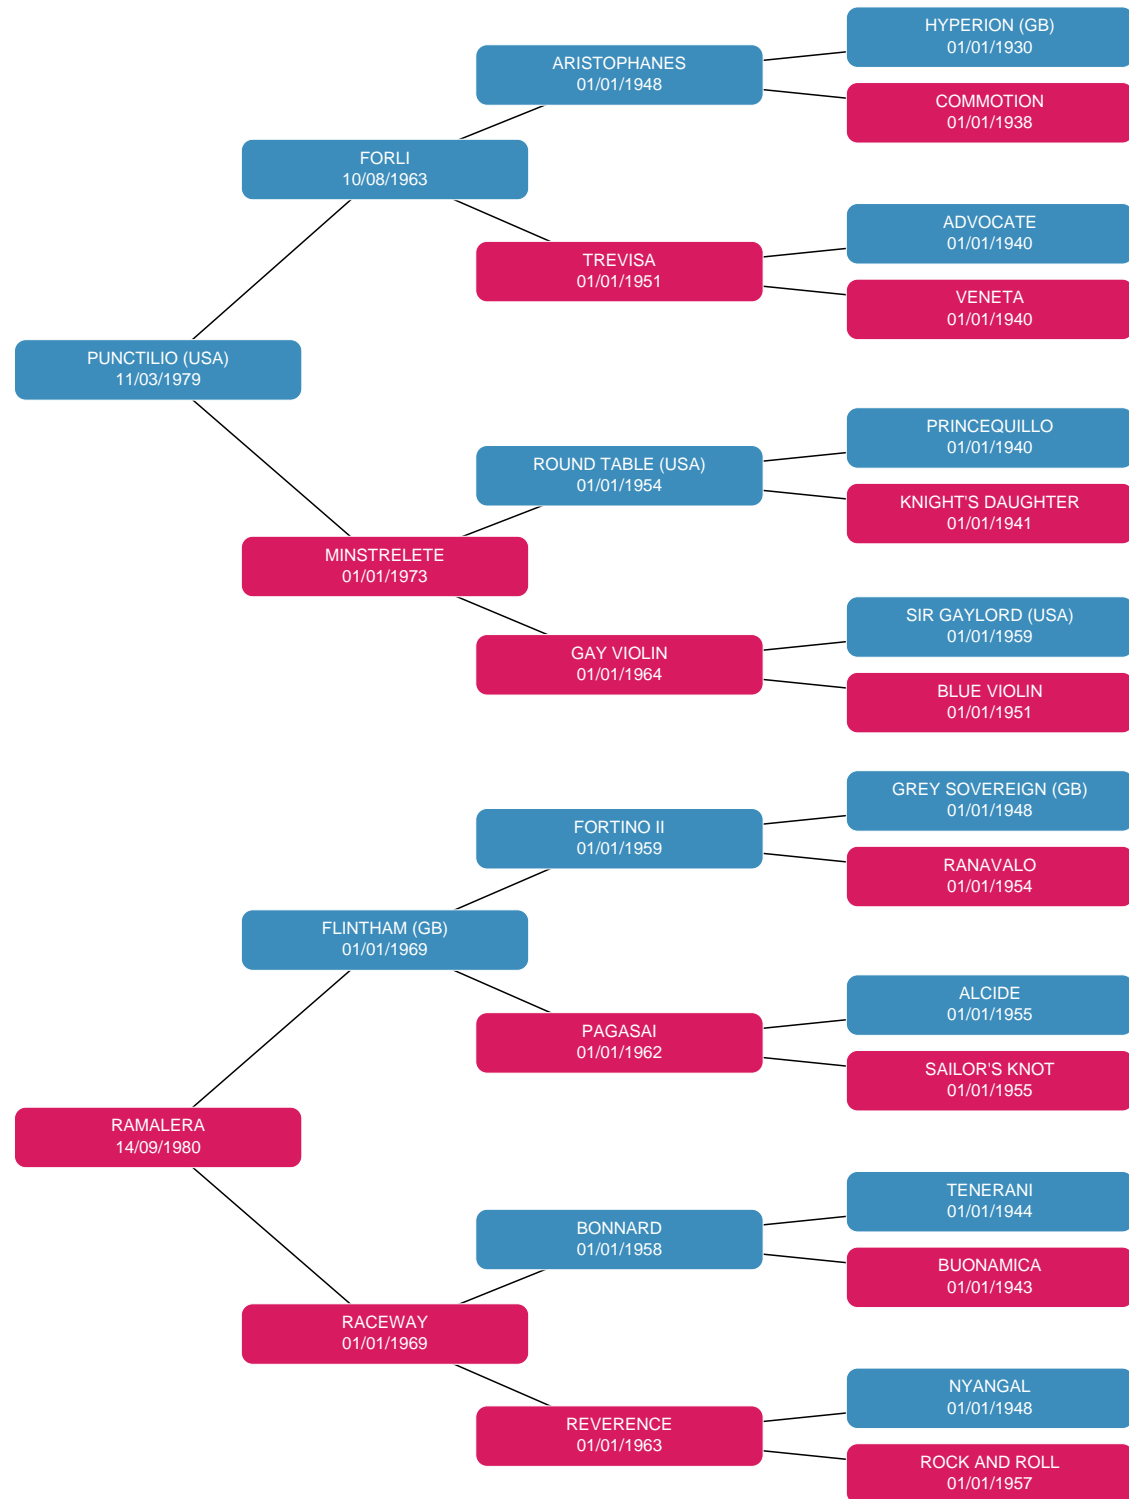 HYPERION (GB)
01/01/1930
ARISTOPHANES
01/01/1948
COMMOTION
01/01/1938
FORLI
10/08/1963
ADVOCATE
01/01/1940
TREVISA
01/01/1951
VENETA
01/01/1940
PUNCTILIO (USA)
11/03/1979
PRINCEQUILLO
01/01/1940
ROUND TABLE (USA)
01/01/1954
KNIGHT'S DAUGHTER
01/01/1941
MINSTRELETE
01/01/1973
SIR GAYLORD (USA)
01/01/1959
GAY VIOLIN
01/01/1964
BLUE VIOLIN
01/01/1951
GREY SOVEREIGN (GB)
01/01/1948
FORTINO II
01/01/1959
RANAVALO
01/01/1954
FLINTHAM (GB)
01/01/1969
ALCIDE
01/01/1955
PAGASAI
01/01/1962
SAILOR'S KNOT
01/01/1955
RAMALERA
14/09/1980
TENERANI
01/01/1944
BONNARD
01/01/1958
BUONAMICA
01/01/1943
RACEWAY
01/01/1969
NYANGAL
01/01/1948
REVERENCE
01/01/1963
ROCK AND ROLL
01/01/1957